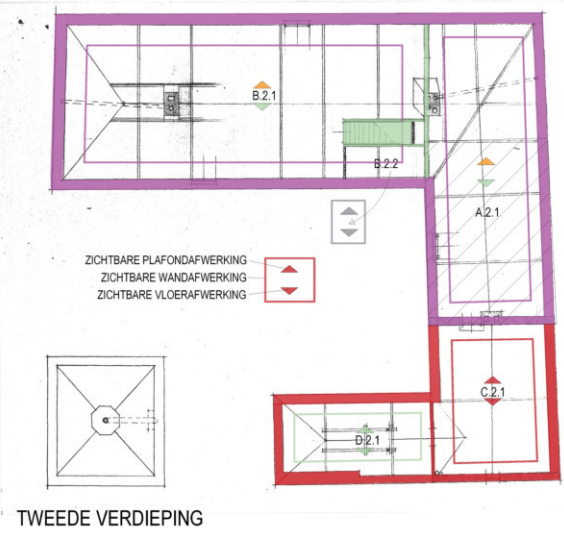 B.2.1
B.2.2
A.2.1
ZICHTBARE PLAFONDAFWERKING
ZICHTBARE WANDAFWERKING
ZICHTBARE VLOERAFWERKING
C.2.1
D.2.1
TWEEDE VERDIEPING